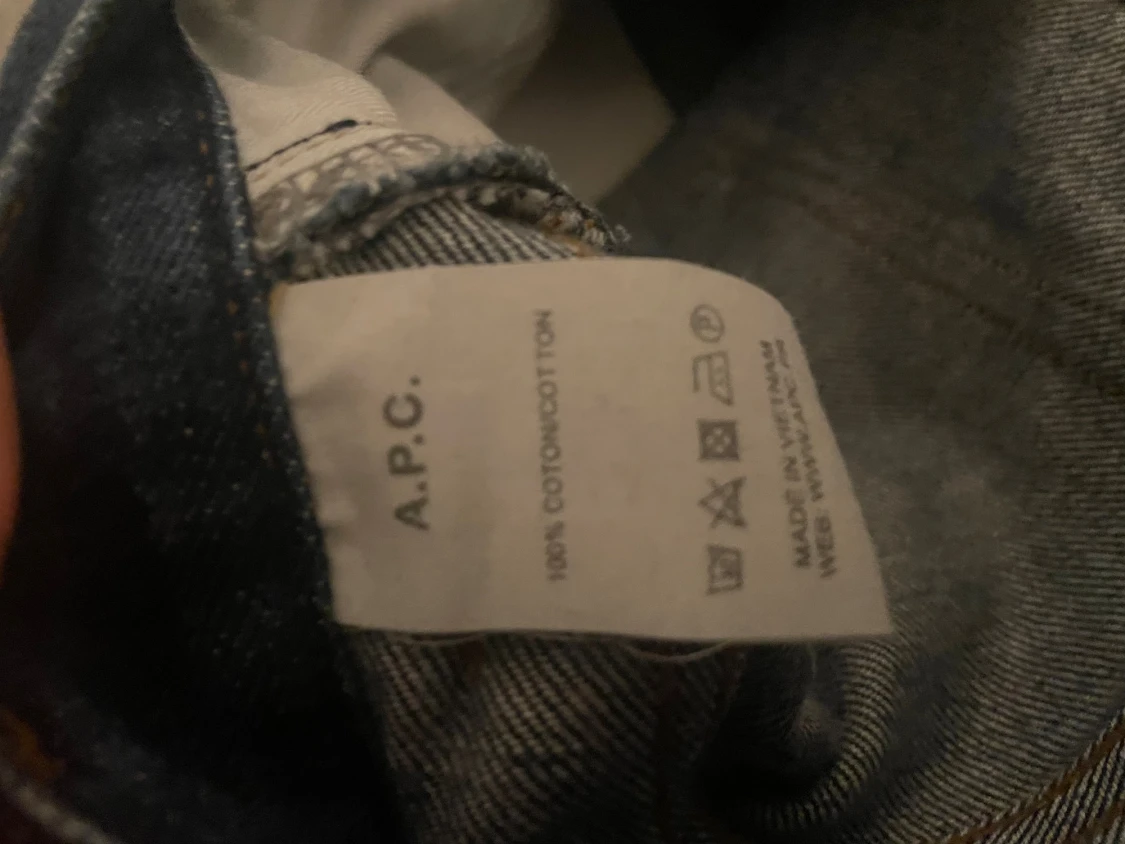 A.P.C.
100% COTON/COTTON
MADE IN VIETNAM
WEB: WWW.APC.FR